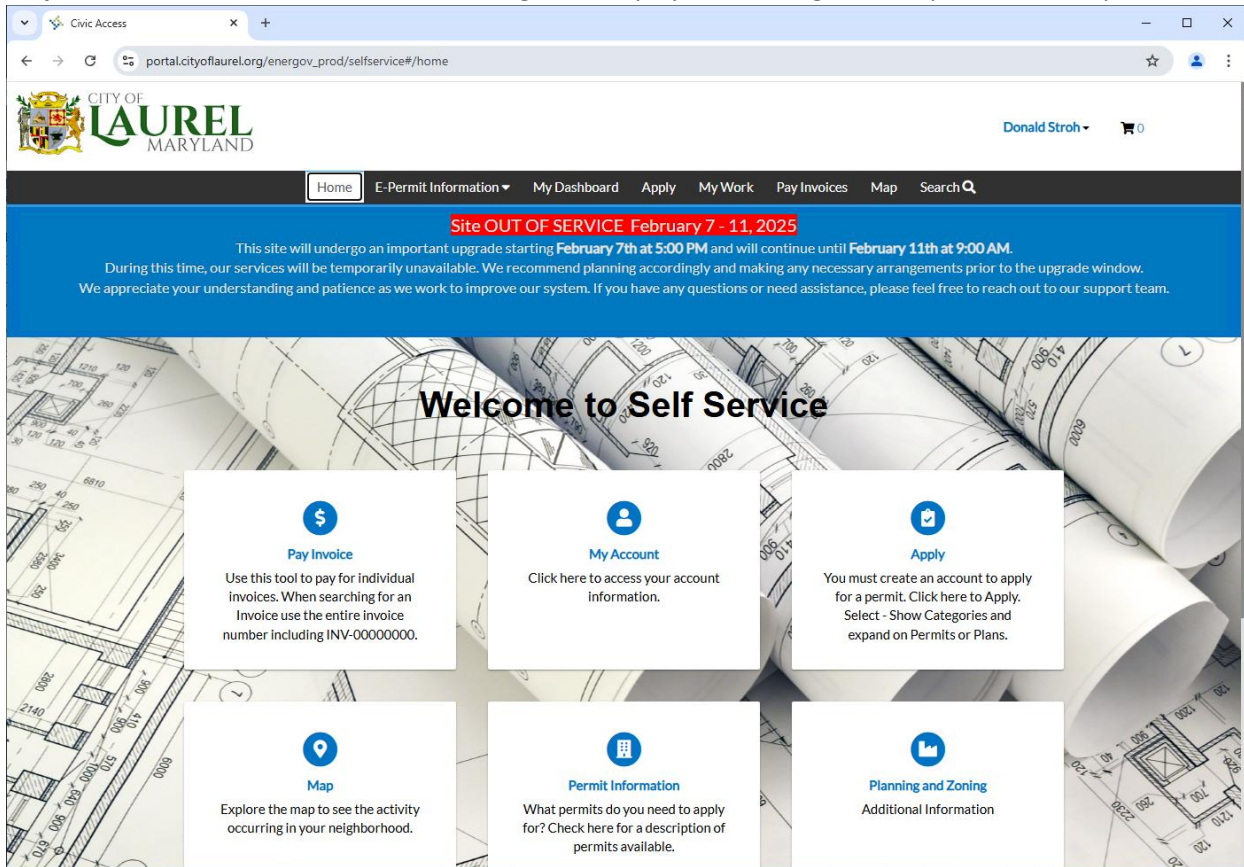 Civic Access
portal.cityoflaurel.org/energov_prod/selfservice#/home
CITY OF
LAUREL
MARYLAND
Donald Stroh
0
Home E-Permit Information My Dashboard Apply My Work Pay Invoices Map Search
Site OUT OF SERVICE February 7 - 11, 2025
This site will undergo an important upgrade starting February 7th at 5:00 PM and will continue until February 11th at 9:00 AM.
During this time, our services will be temporarily unavailable. We recommend planning accordingly and making any necessary arrangements prior to the upgrade window.
We appreciate your understanding and patience as we work to improve our system. If you have any questions or need assistance, please feel free to reach out to our support team.
Welcome to Self Service
Pay Invoice
Use this tool to pay for individual
invoices. When searching for an
Invoice use the entire invoice
number including INV-00000000.
My Account
Click here to access your account
information.
Apply
You must create an account to apply
for a permit. Click here to Apply.
Select - Show Categories and
expand on Permits or Plans.
Map
Explore the map to see the activity
occurring in your neighborhood.
Permit Information
What permits do you need to apply
for? Check here for a description of
permits available.
Planning and Zoning
Additional Information